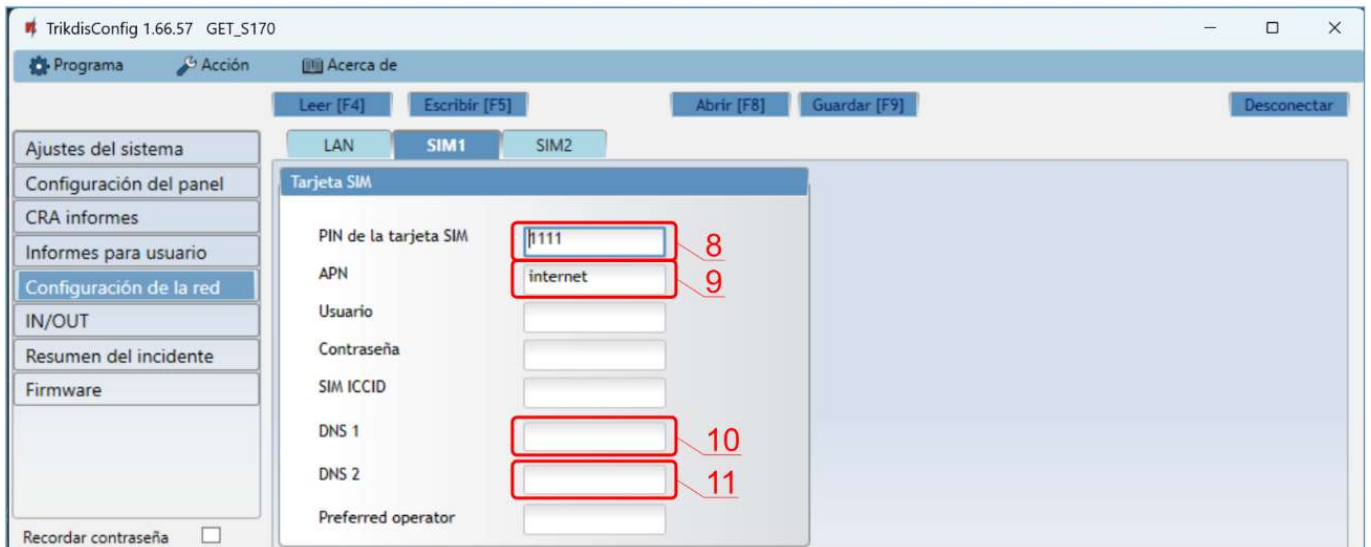 TrikdisConfig 1.66.57 GET_S170
Programa Acción Acerca de
Leer [F4] Escribir [F5] Abrir [F8] Guardar [F9] Desconectar
LAN SIM1 SIM2
Ajustes del sistema
Configuración del panel
CRA informes
Informes para usuario
Configuración de la red
IN/OUT
Resumen del incidente
Firmware
Recordar contraseña
Tarjeta SIM
PIN de la tarjeta SIM 1111 8
APN internet 9
Usuario
Contraseña
SIM ICCID
DNS 1 10
DNS 2 11
Preferred operator